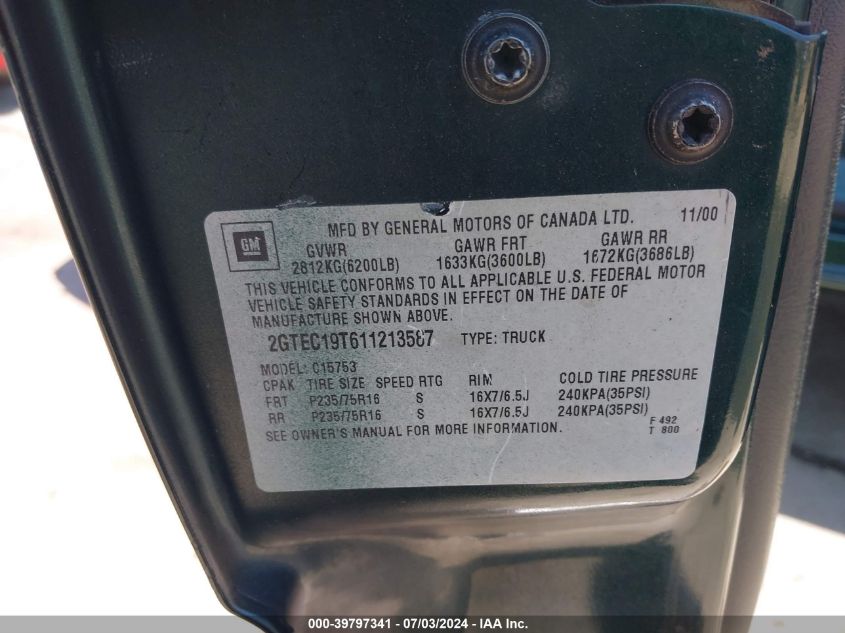 MFD BY GENERAL MOTORS OF CANADA LTD. 11/00
GM
GVWR GAWR FRT GAWR RR
2812KG(6200LB) 1633KG(3600LB) 1672KG(3686LB)
THIS VEHICLE CONFORMS TO ALL APPLICABLE U.S. FEDERAL MOTOR
VEHICLE SAFETY STANDARDS IN EFFECT ON THE DATE OF
MANUFACTURE SHOWN ABOVE.
2GTEC19T611213587 TYPE: TRUCK
MODEL: C15753
CPAK TIRE SIZE SPEED RTG RIM COLD TIRE PRESSURE
FRT P235/75R16 S 16X7/6.5J 240KPA(35PSI)
RR P235/75R16 S 16X7/6.5J 240KPA(35PSI)
SEE OWNER'S MANUAL FOR MORE INFORMATION.
F 492
T 800
000-39797341 / 07/03/2024 - IAA Inc.